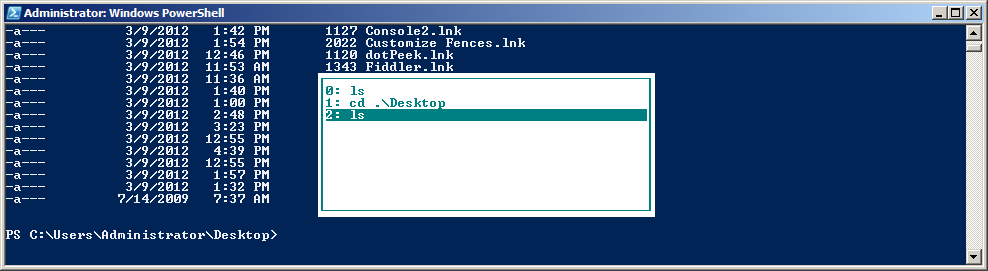 Administrator: Windows PowerShell
-a--- 3/9/2012 1:42 PM 1127 Console2.lnk
-a--- 3/9/2012 1:54 PM 2022 Customize Fences.lnk
-a--- 3/9/2012 12:46 PM 1120 dotPeek.lnk
-a--- 3/9/2012 11:53 AM 1343 Fiddler.lnk
-a--- 3/9/2012 11:36 AM
-a--- 3/9/2012 1:40 PM 0: ls
-a--- 3/9/2012 1:00 PM 1: cd .\Desktop
-a--- 3/9/2012 2:48 PM 2: ls
-a--- 3/9/2012 3:23 PM
-a--- 3/9/2012 12:55 PM
-a--- 3/9/2012 4:39 PM
-a--- 3/9/2012 12:55 PM
-a--- 3/9/2012 1:57 PM
-a--- 3/9/2012 1:32 PM
-a--- 7/14/2009 7:37 AM
PS C:\Users\Administrator\Desktop>